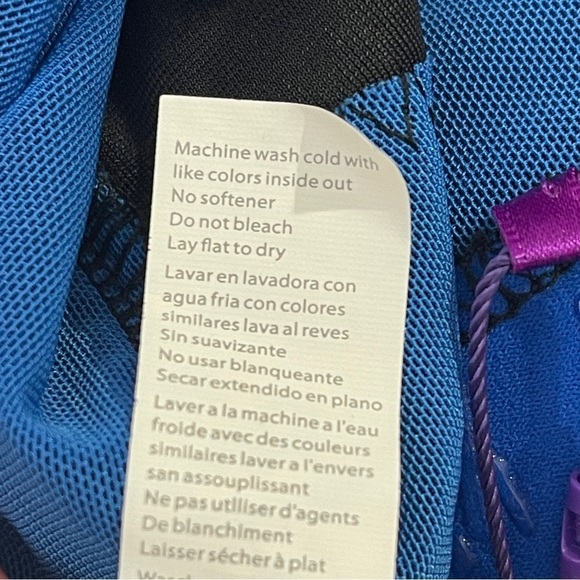 Machine wash cold with
like colors inside out
No softener
Do not bleach
Lay flat to dry
Lavar en lavadora con
agua fria con colores
similares lava al reves
Sin suavizante
No usar blanqueante
Secar extendido en plano
Laver a la machine a l'eau
froide avec des couleurs
similaires laver a l'envers
san assouplissant
Ne pas utlliser d'agents
De blanchiment
Laisser sécher à plat